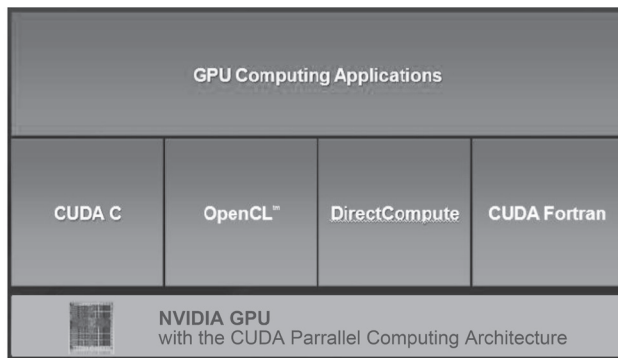 GPU Computing Applications
CUDA C
OpenCL™
DirectCompute
CUDA Fortran
NVIDIA GPU
with the CUDA Parrallel Computing Architecture